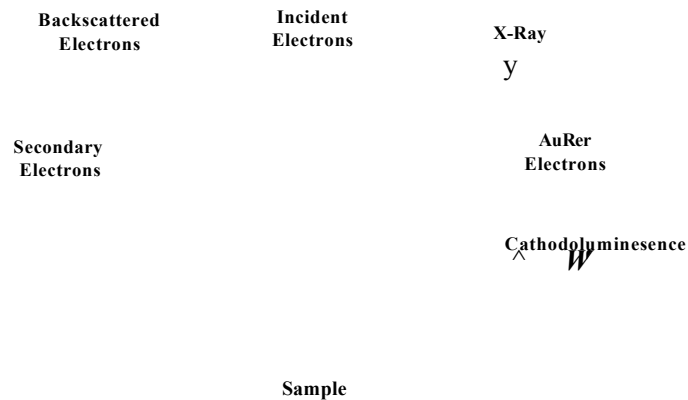 Backscattered
Electrons
Incident
Electrons
X-Ray
y
Secondary
Electrons
AuRer
Electrons
Cathodoluminesence
^ W
Sample